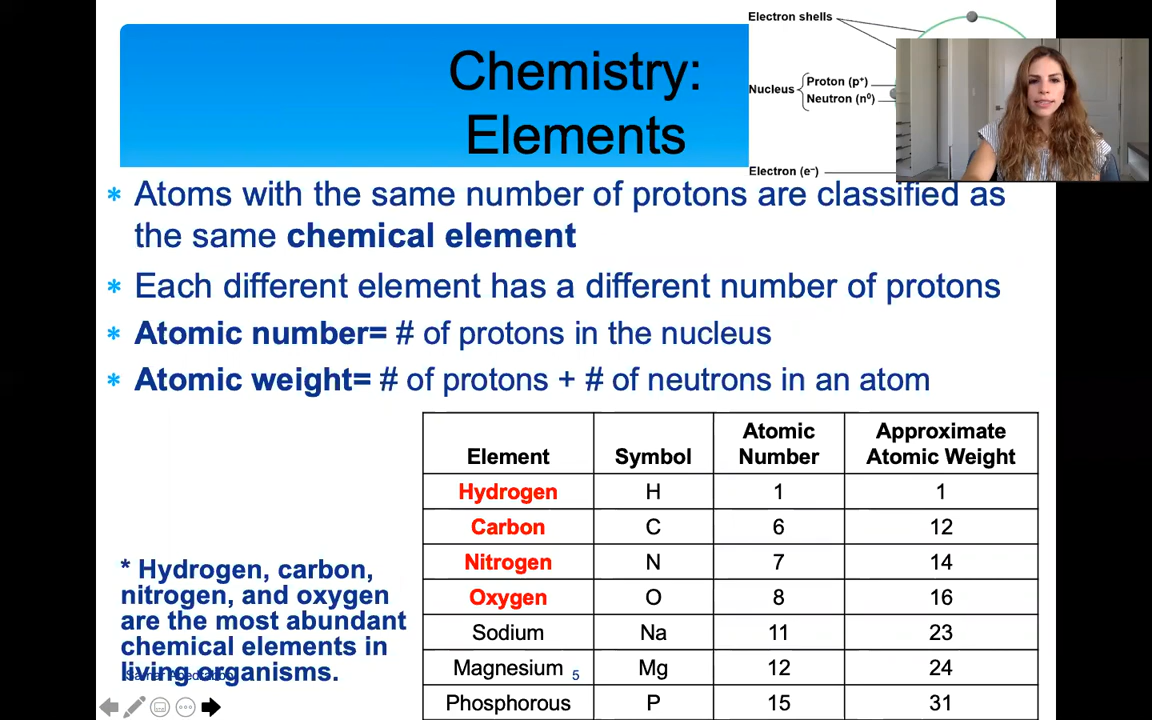 Electron shells
Chemistry:
Elements
Nucleus
Proton (p⁺)
Neutron (n⁰)
Electron (e⁻)
* Atoms with the same number of protons are classified as
the same chemical element
* Each different element has a different number of protons
* Atomic number= # of protons in the nucleus
* Atomic weight= # of protons + # of neutrons in an atom
Element Symbol Atomic Number Approximate Atomic Weight
Hydrogen H 1 1
Carbon C 6 12
Nitrogen N 7 14
Oxygen O 8 16
Sodium Na 11 23
Magnesium Mg 12 24
Phosphorous P 15 31
* Hydrogen, carbon,
nitrogen, and oxygen
are the most abundant
chemical elements in
living organisms.
5